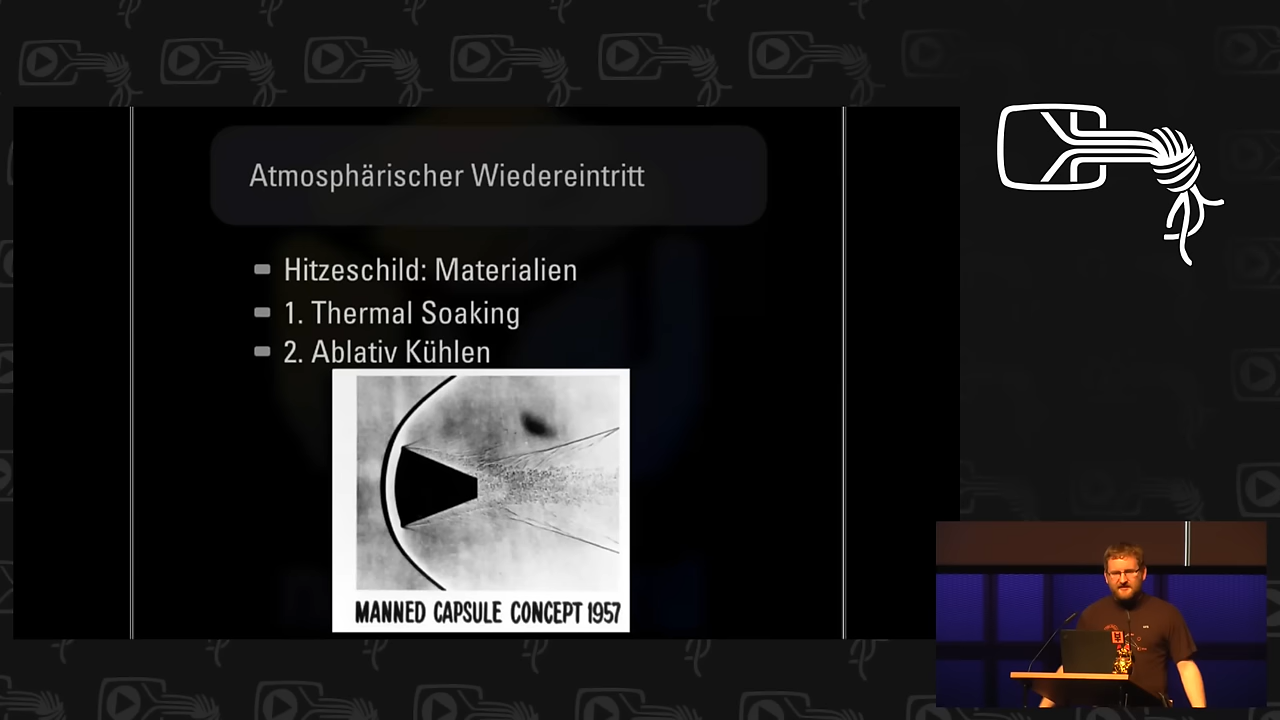 Atmosphärischer Wiedereintritt
Hitzeschild: Materialien
1. Thermal Soaking
2. Ablativ Kühlen
MANNED CAPSULE CONCEPT 1957